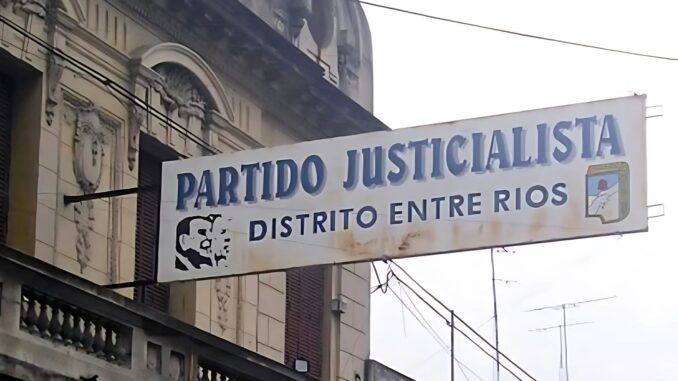 PARTIDO JUSTICIALISTA
DISTRITO ENTRE RIOS